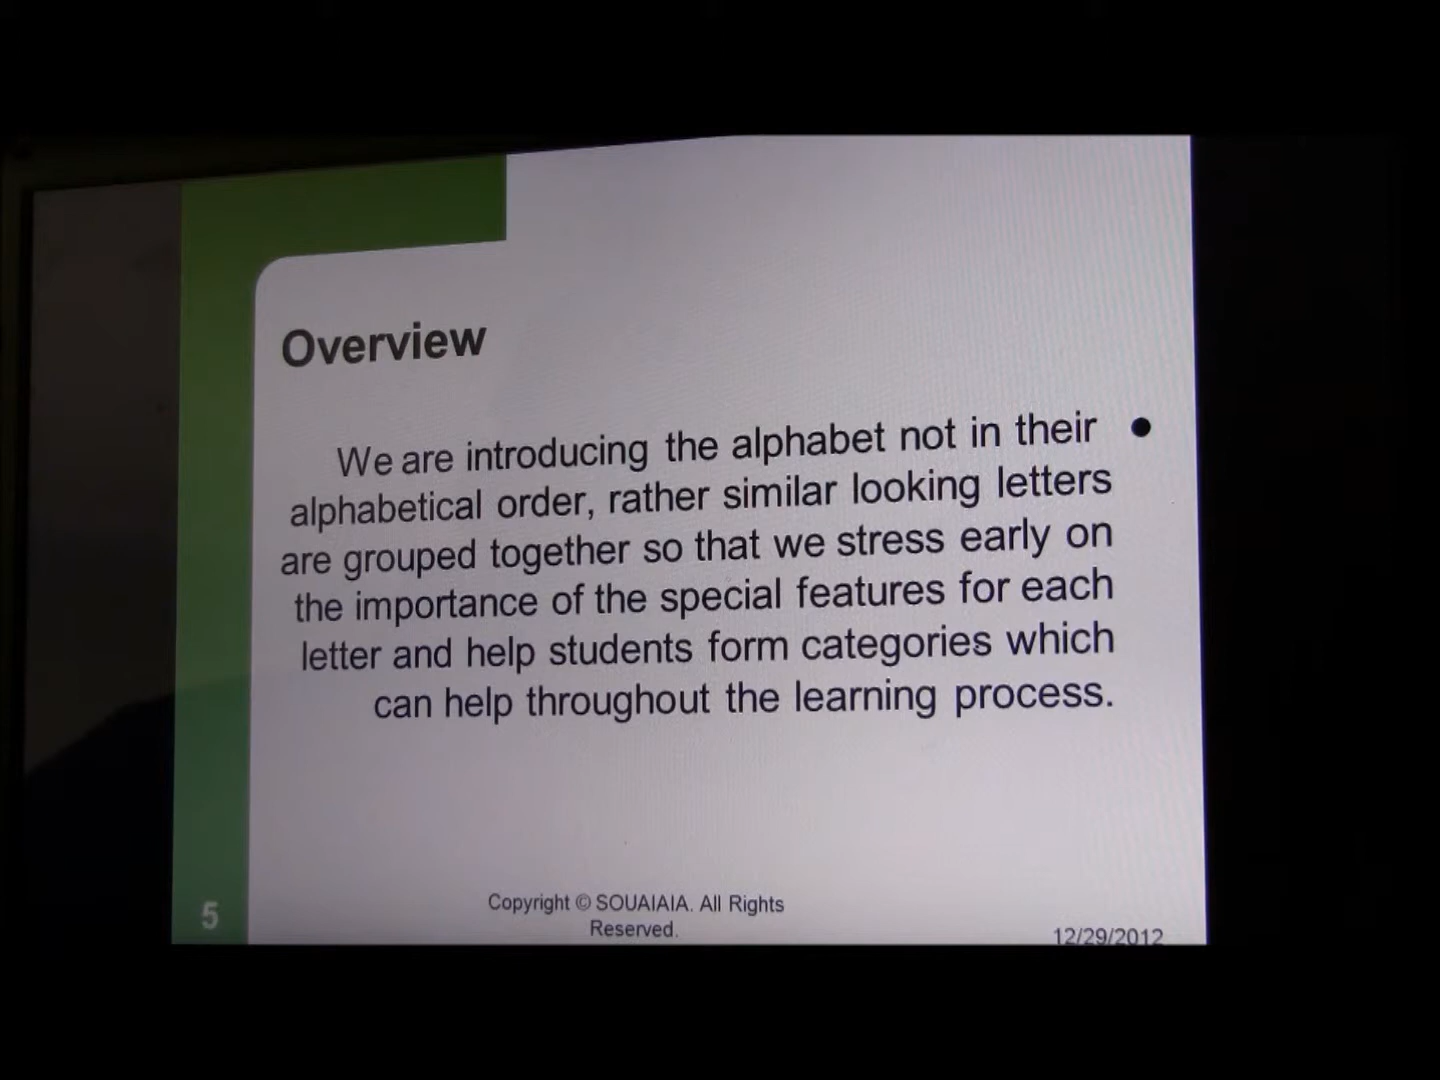 Overview
We are introducing the alphabet not in their •
alphabetical order, rather similar looking letters
are grouped together so that we stress early on
the importance of the special features for each
letter and help students form categories which
can help throughout the learning process.
5
Copyright © SOUAIAIA. All Rights
Reserved.
12/29/2012